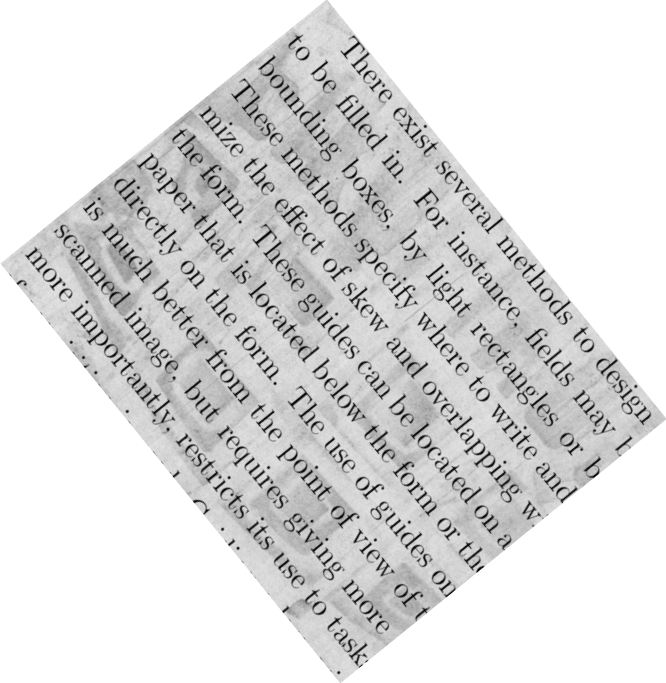 There exist several methods to design
to be filled in. For instance, fields may
bounding boxes, by light rectangles or
These methods specify where to write and
mize the effect of skew and overlapping
the form. These guides can be located on a
paper that is located below the form or the
directly on the form. The use of guides on
is much better from the point of view of
scanned image, but requires giving more
more importantly, restricts its use to task